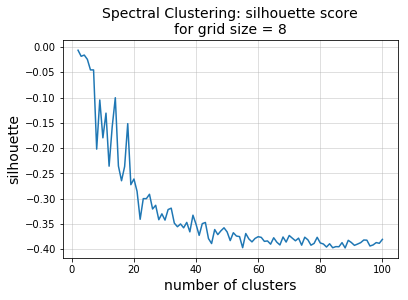 Spectral Clustering: silhouette score
for grid size = 8
0.00
−0.05
−0.10
−0.15
−0.20
−0.25
−0.30
−0.35
−0.40
silhouette
0 20 40 60 80 100
number of clusters